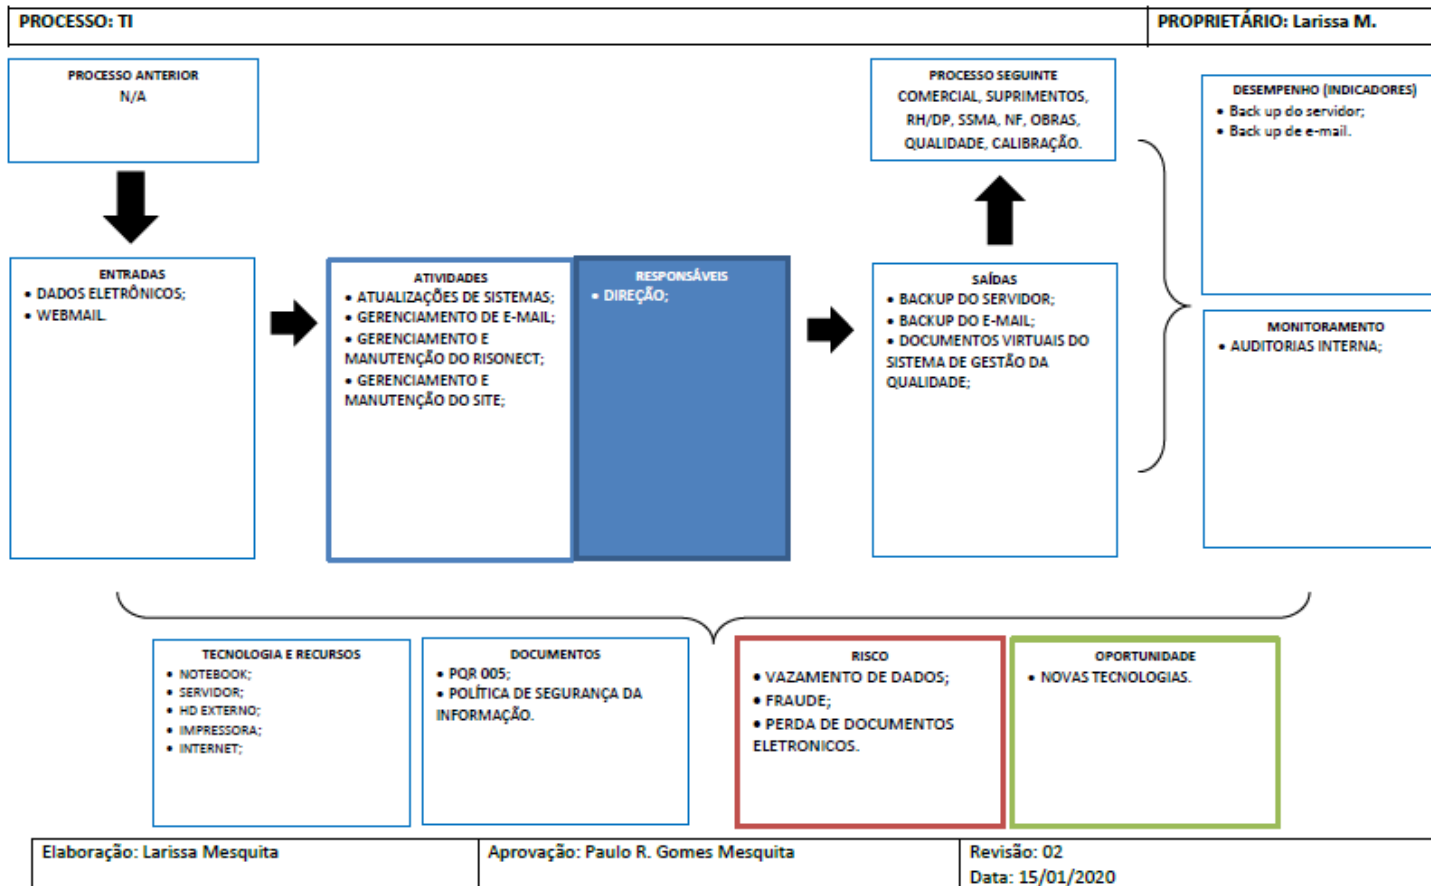 PROCESSO: TI
PROPRIETÁRIO: Larissa M.
PROCESSO ANTERIOR
N/A
PROCESSO SEGUINTE
COMERCIAL, SUPRIMENTOS,
RH/DP, SSMA, NF, OBRAS,
QUALIDADE, CALIBRAÇÃO.
DESEMPENHO (INDICADORES)
• Back up do servidor;
• Back up de e-mail.
ENTRADAS
• DADOS ELETRÔNICOS;
• WEBMAIL.
ATIVIDADES
• ATUALIZAÇÕES DE SISTEMAS;
• GERENCIAMENTO DE E-MAIL;
• GERENCIAMENTO E
MANUTENÇÃO DO RISONECT;
• GERENCIAMENTO E
MANUTENÇÃO DO SITE;
RESPONSÁVEIS
• DIREÇÃO;
SAÍDAS
• BACKUP DO SERVIDOR;
• BACKUP DO E-MAIL;
• DOCUMENTOS VIRTUAIS DO
SISTEMA DE GESTÃO DA
QUALIDADE;
MONITORAMENTO
• AUDITORIAS INTERNA;
TECNOLOGIA E RECURSOS
• NOTEBOOK;
• SERVIDOR;
• HD EXTERNO;
• IMPRESSORA;
• INTERNET;
DOCUMENTOS
• PQR 005;
• POLÍTICA DE SEGURANÇA DA
INFORMAÇÃO.
RISCO
• VAZAMENTO DE DADOS;
• FRAUDE;
• PERDA DE DOCUMENTOS
ELETRONICOS.
OPORTUNIDADE
• NOVAS TECNOLOGIAS.
Elaboração: Larissa Mesquita
Aprovação: Paulo R. Gomes Mesquita
Revisão: 02
Data: 15/01/2020